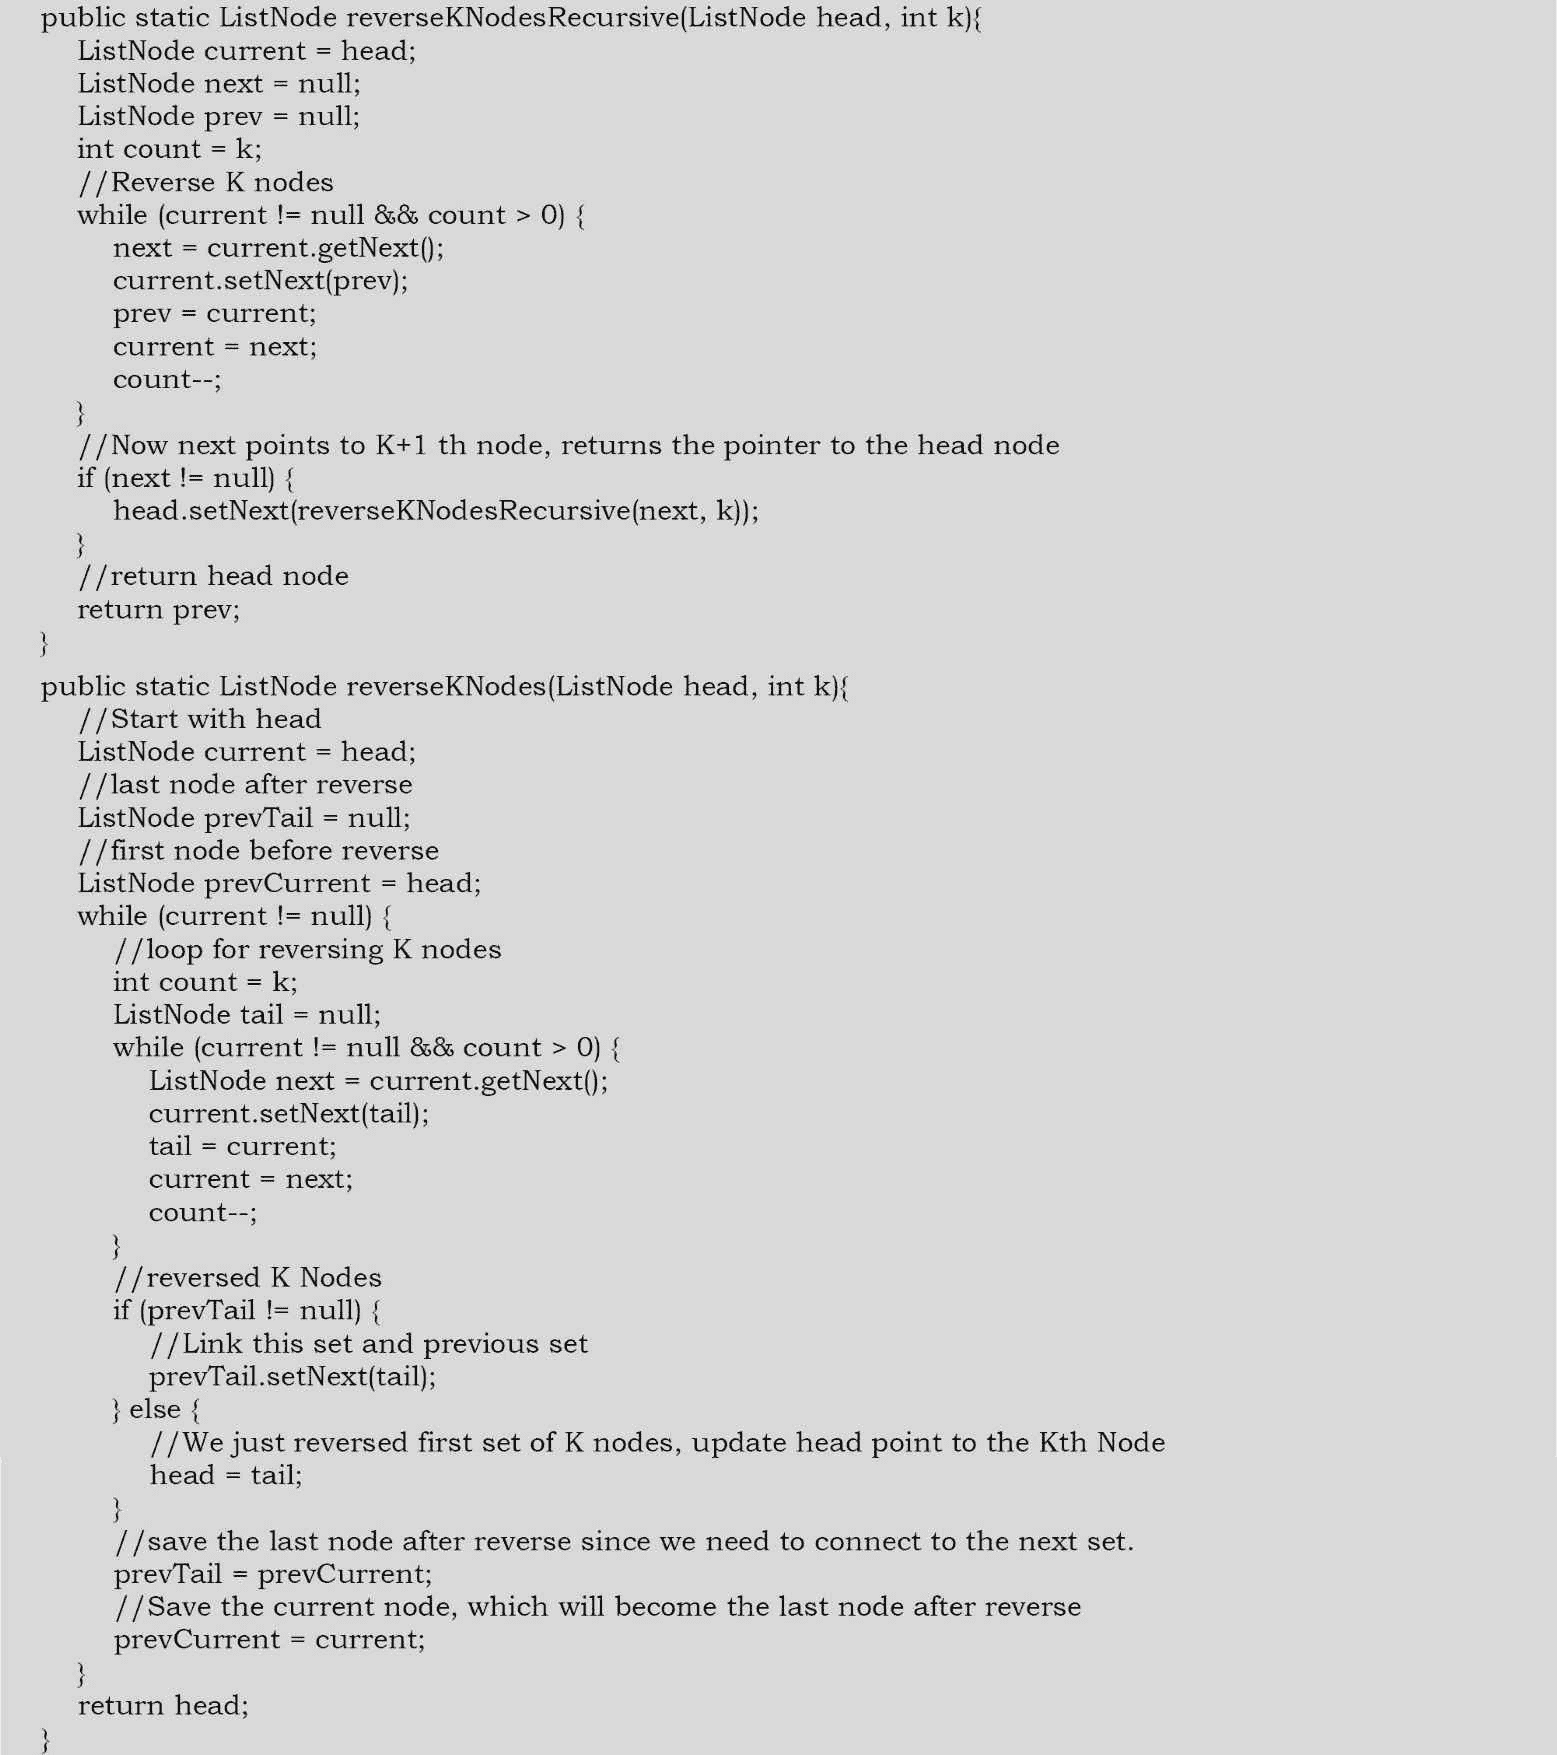 public static ListNode reverseKNodesRecursive(ListNode head, int k){
ListNode current = head;
ListNode next = null;
ListNode prev = null;
int count = k;
//Reverse K nodes
while (current != null && count > 0) {
next = current.getNext();
current.setNext(prev);
prev = current;
current = next;
count--;
}
//Now next points to K+1 th node, returns the pointer to the head node
if (next != null) {
head.setNext(reverseKNodesRecursive(next, k));
}
//return head node
return prev;
}
public static ListNode reverseKNodes(ListNode head, int k){
//Start with head
ListNode current = head;
//last node after reverse
ListNode prevTail = null;
//first node before reverse
ListNode prevCurrent = head;
while (current != null) {
//loop for reversing K nodes
int count = k;
ListNode tail = null;
while (current != null && count > 0) {
ListNode next = current.getNext();
current.setNext(tail);
tail = current;
current = next;
count--;
}
//reversed K Nodes
if (prevTail != null) {
//Link this set and previous set
prevTail.setNext(tail);
} else {
//We just reversed first set of K nodes, update head point to the Kth Node
head = tail;
}
//save the last node after reverse since we need to connect to the next set.
prevTail = prevCurrent;
//Save the current node, which will become the last node after reverse
prevCurrent = current;
}
return head;
}